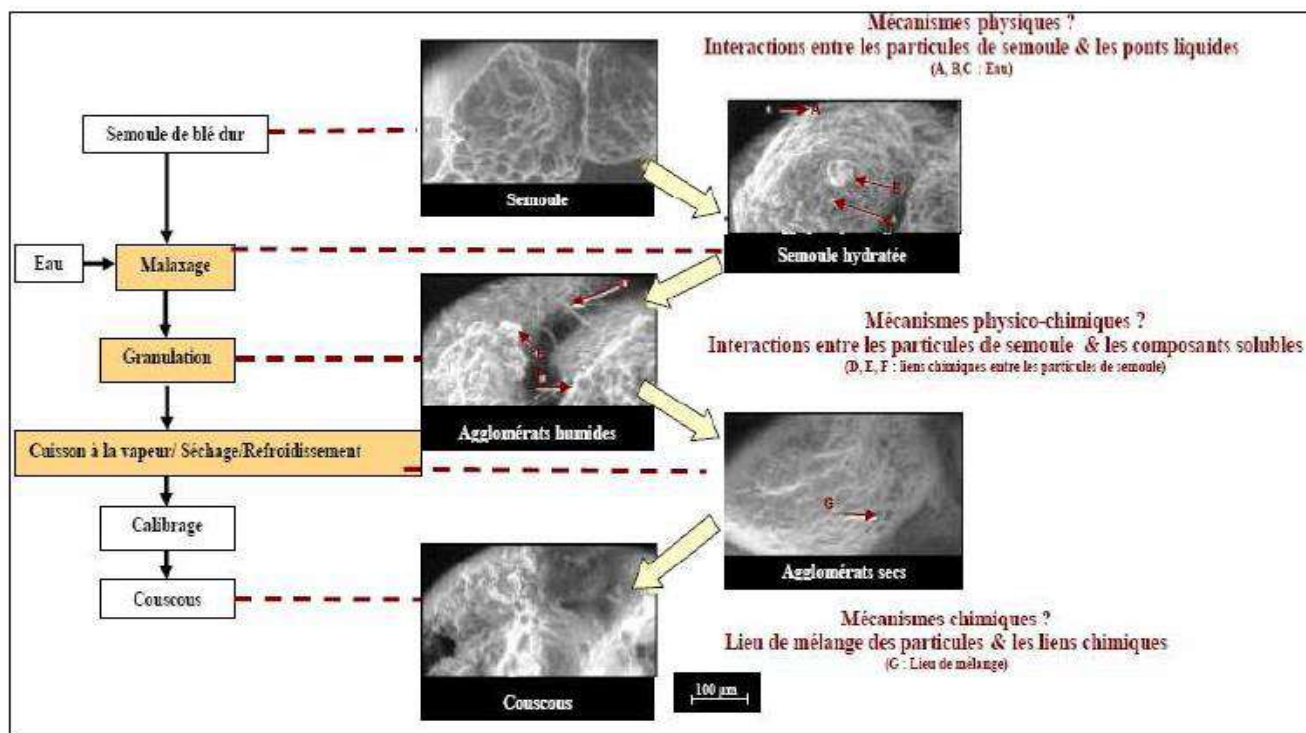 Mécanismes physiques ?
Interactions entre les particules de semoule & les ponts liquides
(A, B,C : Eau)
Semoule de blé dur
Semoule
A
B
Semoule hydratée
Eau
Malaxage
Granulation
Agglomérats humides
Mécanismes physico-chimiques ?
Interactions entre les particules de semoule & les composants solubles
(D, E, F : liens chimiques entre les particules de semoule)
Cuisson à la vapeur/ Séchage/Refroidissement
G
Agglomérats secs
Calibrage
Couscous
Couscous
Mécanismes chimiques ?
Lieu de mélange des particules & les liens chimiques
(G : Lieu de mélange)
100 µm